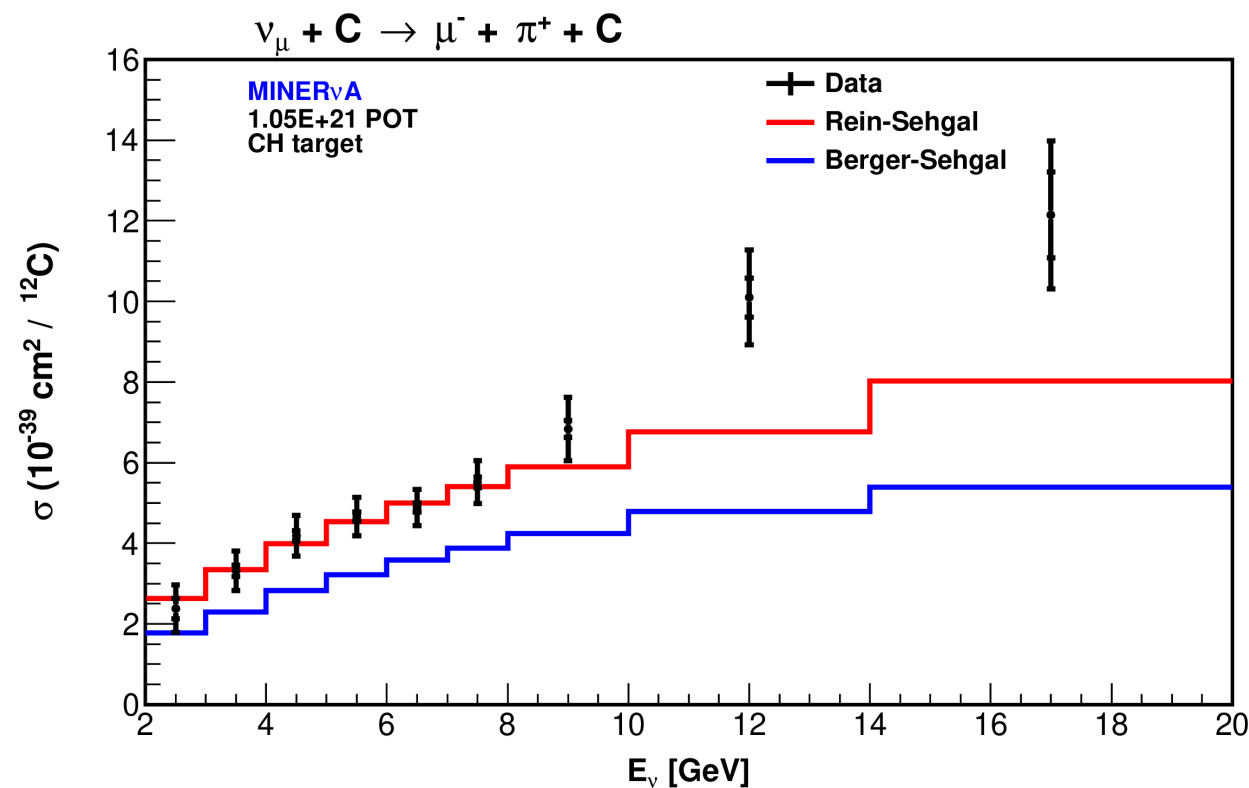 νμ + C → μ- + π+ + C
MINERνA
1.05E+21 POT
CH target
Data
Rein-Sehgal
Berger-Sehgal
σ (10-39 cm2 / 12C)
16
14
12
10
8
6
4
2
0
2 4 6 8 10 12 14 16 18 20
Eν [GeV]